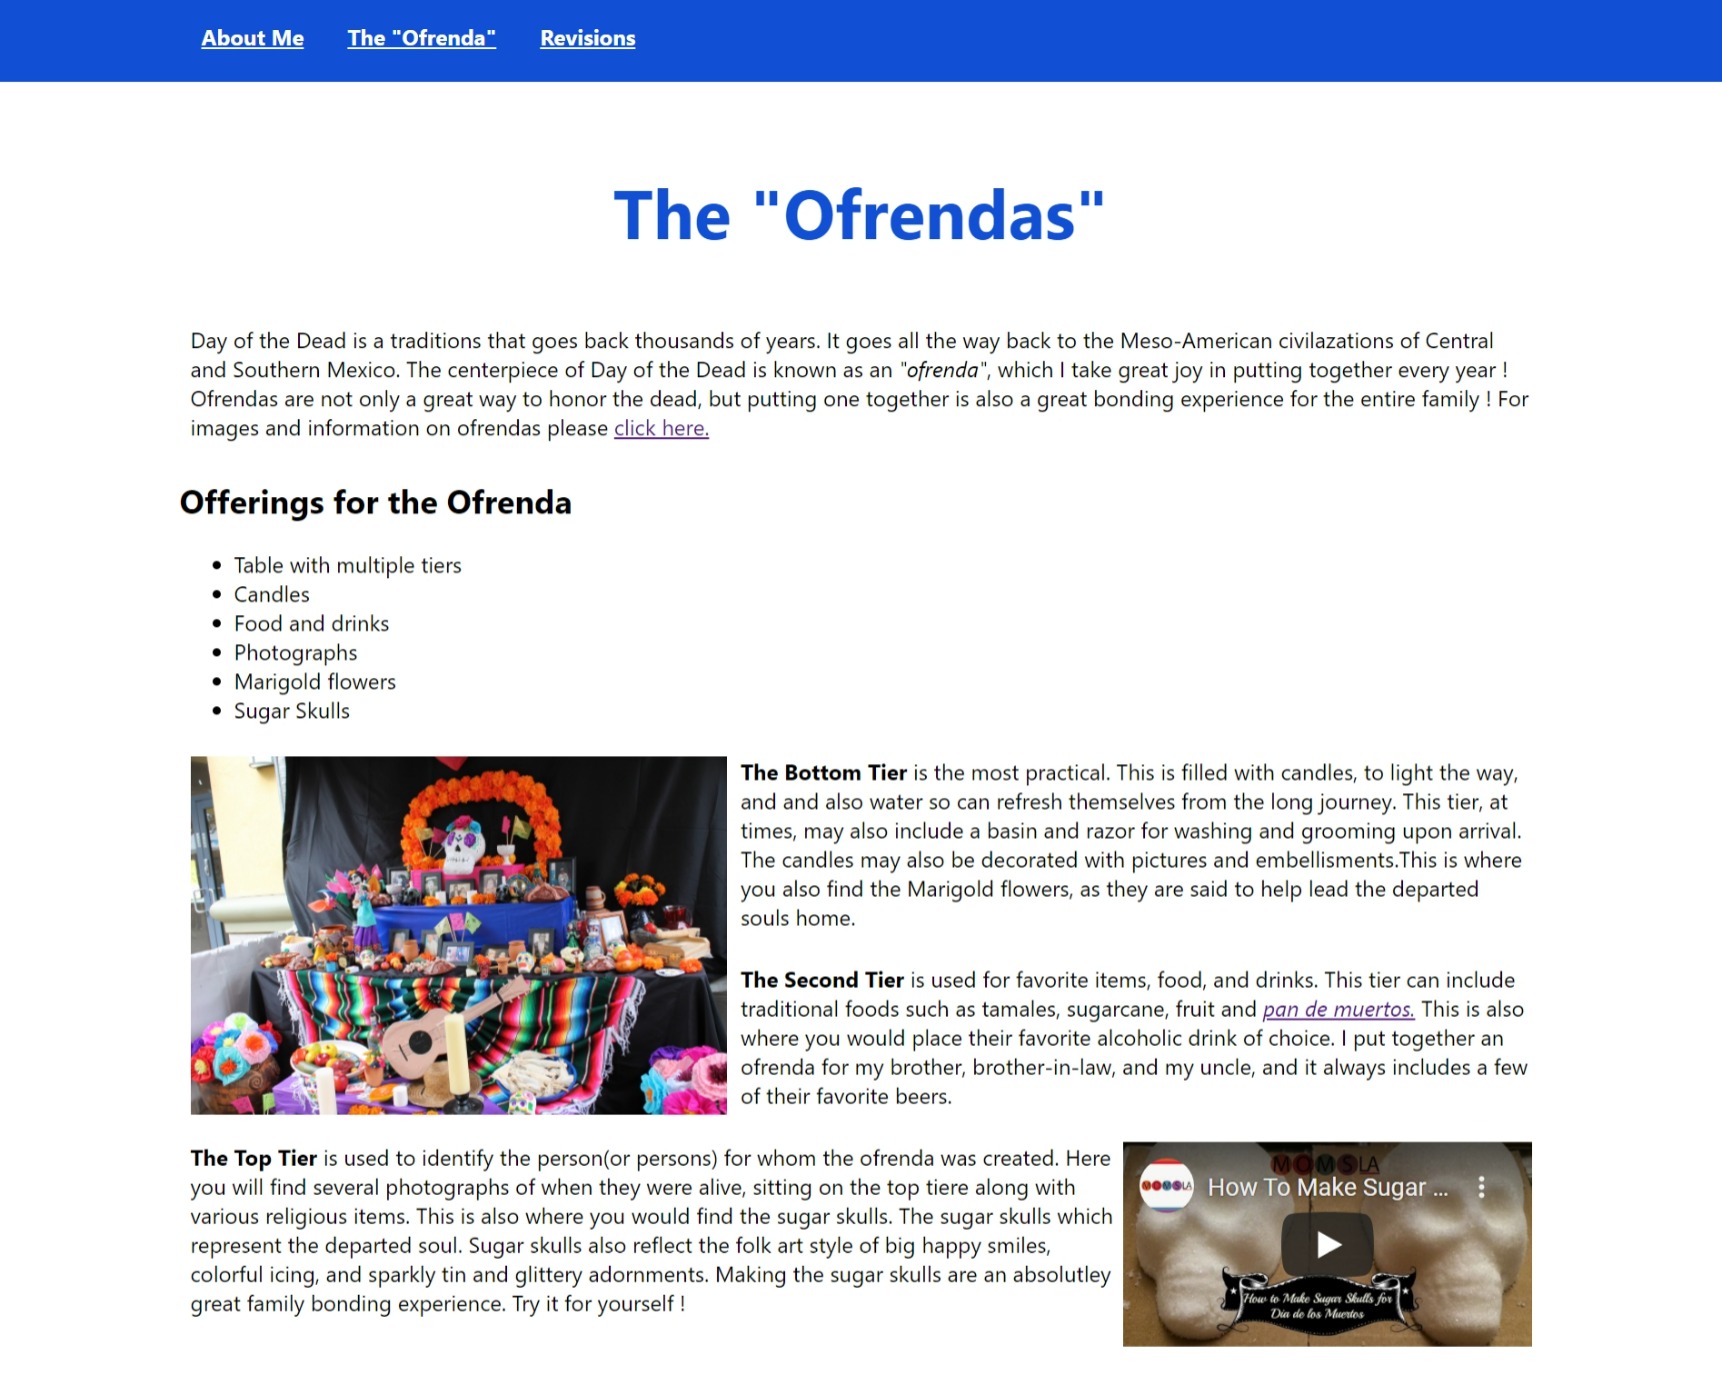 About Me The "Ofrenda" Revisions
The "Ofrendas"
Day of the Dead is a traditions that goes back thousands of years. It goes all the way back to the Meso-American civilazations of Central
and Southern Mexico. The centerpiece of Day of the Dead is known as an "ofrenda", which I take great joy in putting together every year !
Ofrendas are not only a great way to honor the dead, but putting one together is also a great bonding experience for the entire family ! For
images and information on ofrendas please click here.
Offerings for the Ofrenda
• Table with multiple tiers
• Candles
• Food and drinks
• Photographs
• Marigold flowers
• Sugar Skulls
The Bottom Tier is the most practical. This is filled with candles, to light the way,
and and also water so can refresh themselves from the long journey. This tier, at
times, may also include a basin and razor for washing and grooming upon arrival.
The candles may also be decorated with pictures and embellisments.This is where
you also find the Marigold flowers, as they are said to help lead the departed
souls home.
The Second Tier is used for favorite items, food, and drinks. This tier can include
traditional foods such as tamales, sugarcane, fruit and pan de muertos. This is also
where you would place their favorite alcoholic drink of choice. I put together an
ofrenda for my brother, brother-in-law, and my uncle, and it always includes a few
of their favorite beers.
The Top Tier is used to identify the person(or persons) for whom the ofrenda was created. Here
you will find several photographs of when they were alive, sitting on the top tiere along with
various religious items. This is also where you would find the sugar skulls. The sugar skulls which
represent the departed soul. Sugar skulls also reflect the folk art style of big happy smiles,
colorful icing, and sparkly tin and glittery adornments. Making the sugar skulls are an absolutley
great family bonding experience. Try it for yourself !
MOMSLA
MOMSLA How To Make Sugar ...
How to Make Sugar Skulls for
Dia de los Muertos